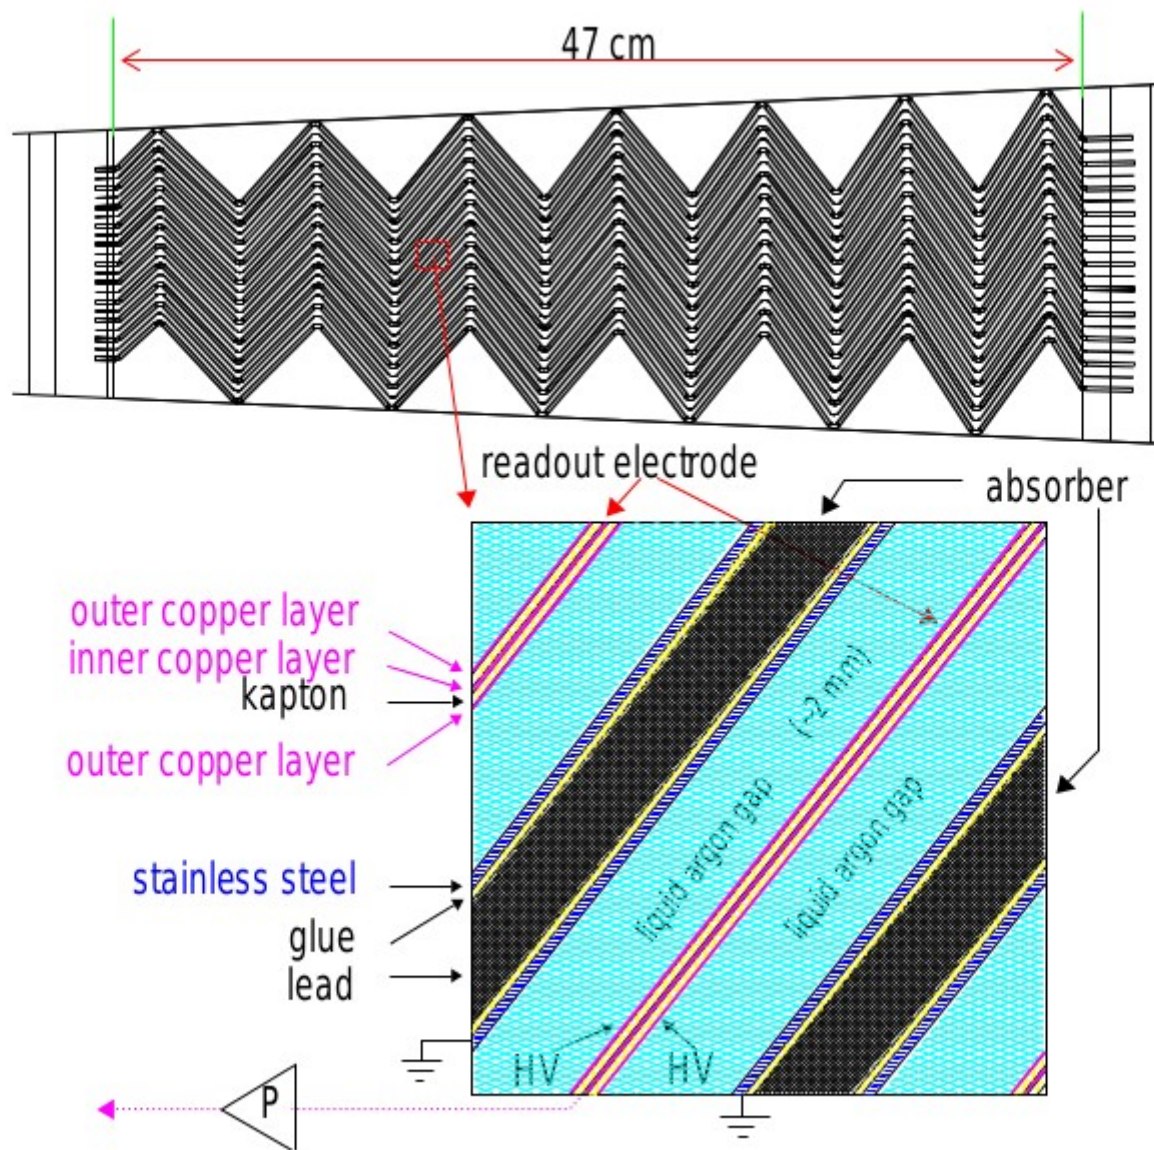 47 cm
readout electrode
absorber
outer copper layer
inner copper layer
kapton
outer copper layer
(~2 mm)
liquid argon gap
liquid argon gap
stainless steel
glue
lead
HV
HV
P